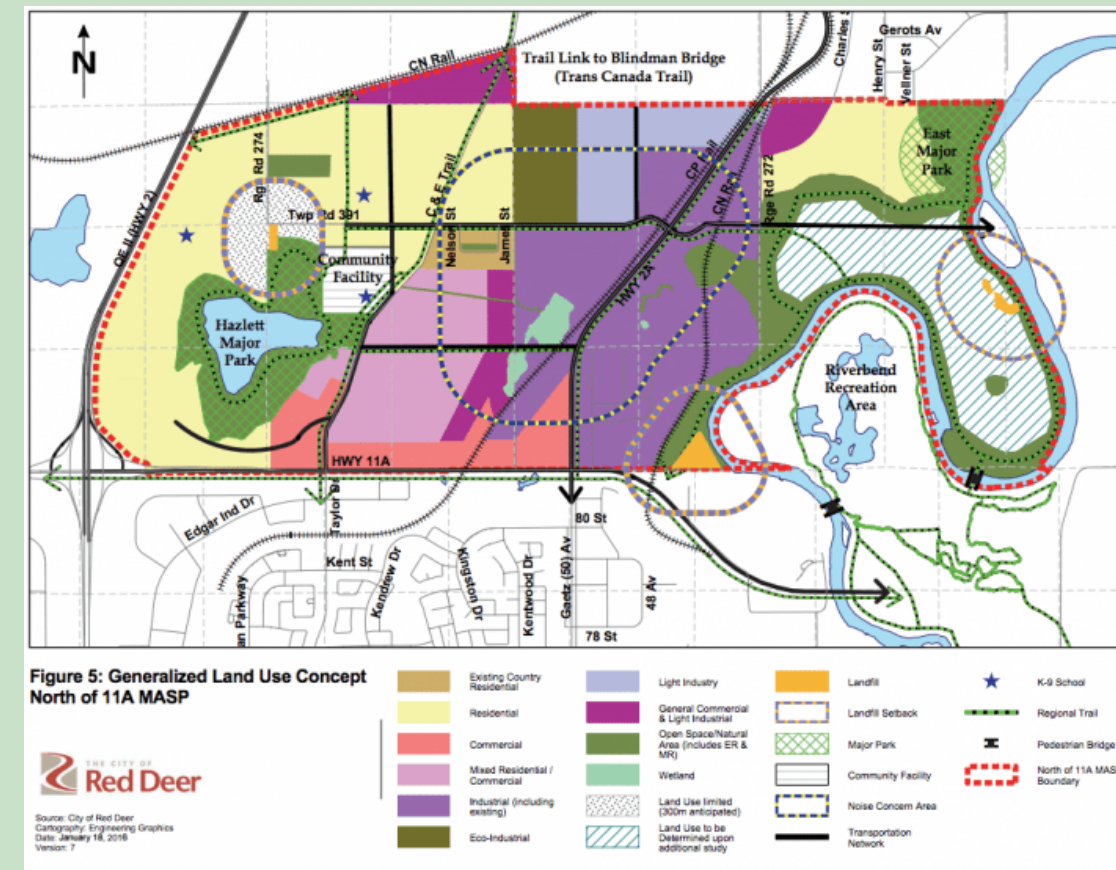 N
CN Rail
Trail Link to Blindman Bridge
(Trans Canada Trail)
Charles S
Gerots Av
Henry St
Vellner St
East
Major
Park
Rg Rd 274
C & E Trail
CP Rail
CN Rail
Rge Rd 272
QE II (HWY 2)
Twp Rd 391
Nelson St
James St
Community
Facility
HWY 2A
Hazlett
Major
Park
Riverbend
Recreation
Area
HWY 11A
Taylor Dr
Edgar Ind Dr
80 St
Kent St
Kendrew Dr
Kingston Dr
Kentwood Dr
Gaetz (50) Av
48 Av
an Parkway
78 St
Figure 5: Generalized Land Use Concept
North of 11A MASP
THE CITY OF
Red Deer
Source: City of Red Deer
Cartography: Engineering Graphics
Date: January 18, 2016
Version: 7
Existing Country
Residential
Residential
Commercial
Mixed Residential /
Commercial
Industrial (including
existing)
Eco-Industrial
Light Industry
General Commercial
& Light Industrial
Open Space/Natural
Area (includes ER &
MR)
Wetland
Land Use limited
(300m anticipated)
Land Use to be
Determined upon
additional study
Landfill
Landfill Setback
Major Park
Community Facility
Noise Concern Area
Transportation
Network
K-9 School
Regional Trail
Pedestrian Bridge
North of 11A MAS
Boundary